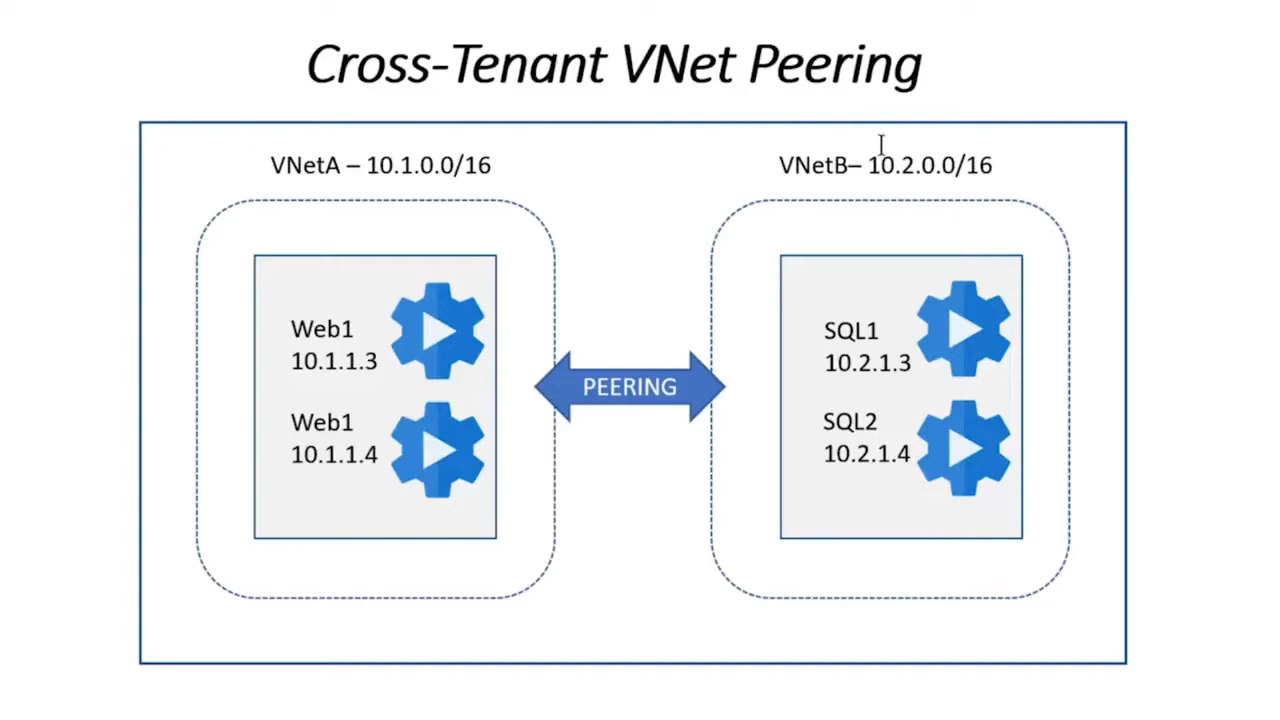 Cross-Tenant VNet Peering
VNetA – 10.1.0.0/16
VNetB– 10.2.0.0/16
Web1
10.1.1.3
Web1
10.1.1.4
PEERING
SQL1
10.2.1.3
SQL2
10.2.1.4